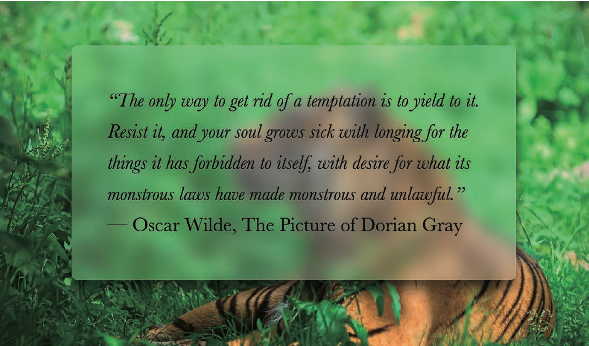 “The only way to get rid of a temptation is to yield to it.
Resist it, and your soul grows sick with longing for the
things it has forbidden to itself, with desire for what its
monstrous laws have made monstrous and unlawful.”
— Oscar Wilde, The Picture of Dorian Gray